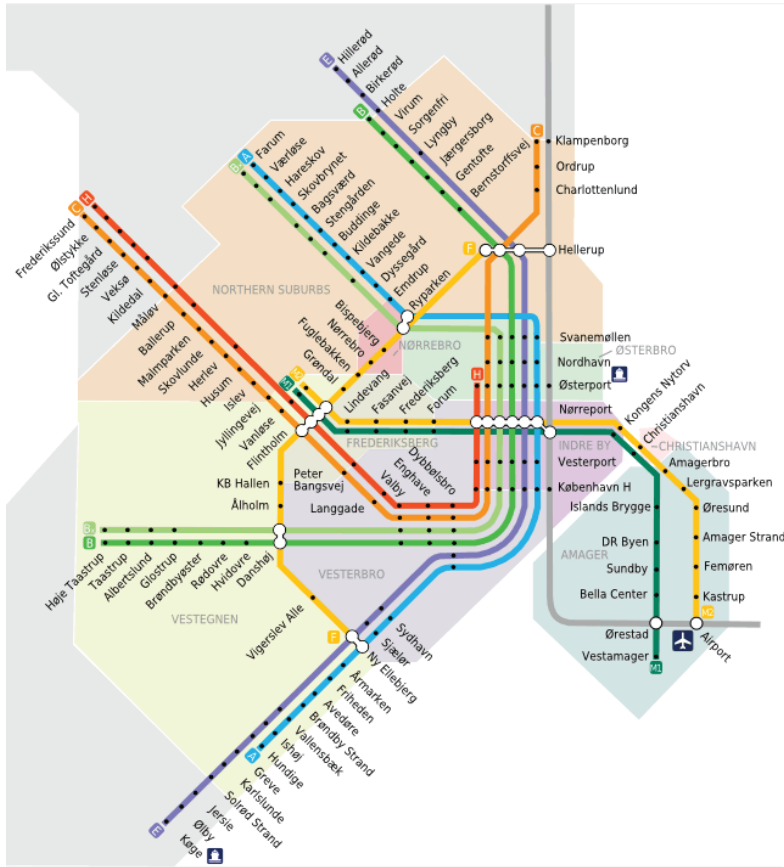 E
Hillerød
Allerød
Birkerød
Holte
B
Virum
Sorgenfri
Lyngby
Jægersborg
Gentofte
Bernstorffsvej
C
Klampenborg
Ordrup
Charlottenlund
F
Hellerup
A
Farum
Værløse
Hareskov
Skovbrynet
Bagsværd
Stengården
Buddinge
Kildebakke
Vangede
Dyssegård
Emdrup
Ryparken
H
C
Frederikssund
Ølstykke
Gl. Toftegård
Stenløse
Veksø
Kildedal
Måløv
Ballerup
Malmparken
Skovlunde
Herlev
Husum
Islev
Jyllingevej
Vanløse
Flintholm
NORTHERN SUBURBS
Bispebjerg
Nørrebro
Fuglebakken
Grøndal
NØRREBRO
Svanemøllen
Nordhavn
ØSTERBRO
Østerport
Nørreport
M2
M1
Lindevang
Fasanvej
Frederiksberg
Forum
H
FREDERIKSBERG
INDRE BY
Kongens Nytorv
Christianshavn
~CHRISTIANSHAVN
Vesterport
København H
Amagerbro
Lergravsparken
Øresund
Amager Strand
Femøren
Kastrup
M2
Airport
Islands Brygge
DR Byen
Sundby
Bella Center
AMAGER
Ørestad
Vestamager
M1
KB Hallen
Ålholm
Peter
Bangsvej
Langgade
Valby
Enghave
Dybbølsbro
B
Høje Taastrup
Taastrup
Albertslund
Glostrup
Brøndbyøster
Rødovre
Hvidovre
Danshøj
VESTERBRO
VESTEGNEN
Vigerslev Alle
F
Sydhavn
Sjælør
Ny Ellebjerg
Åmarken
Friheden
Avedøre
Brøndby Strand
Vallensbæk
Ishøj
Hundige
Greve
A
Karlslunde
Solrød Strand
Jersie
Ølby
Køge
E